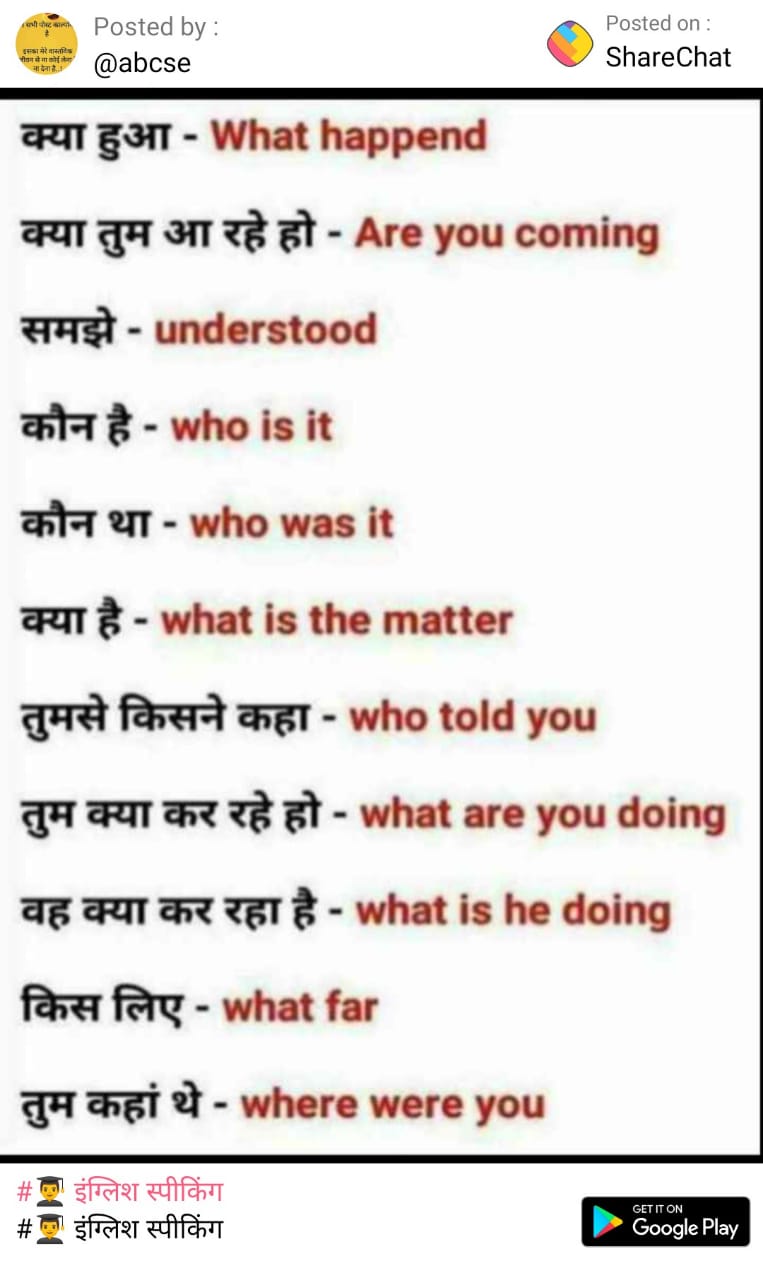 Posted by :
@abcse
Posted on :
ShareChat
क्या हुआ - What happend
क्या तुम आ रहे हो - Are you coming
समझे - understood
कौन है - who is it
कौन था - who was it
क्या है - what is the matter
तुमसे किसने कहा - who told you
तुम क्या कर रहे हो - what are you doing
वह क्या कर रहा है - what is he doing
किस लिए - what far
तुम कहां थे - where were you
#👨‍🎓 इंग्लिश स्पीकिंग
#👨‍🎓 इंग्लिश स्पीकिंग
GET IT ON
Google Play